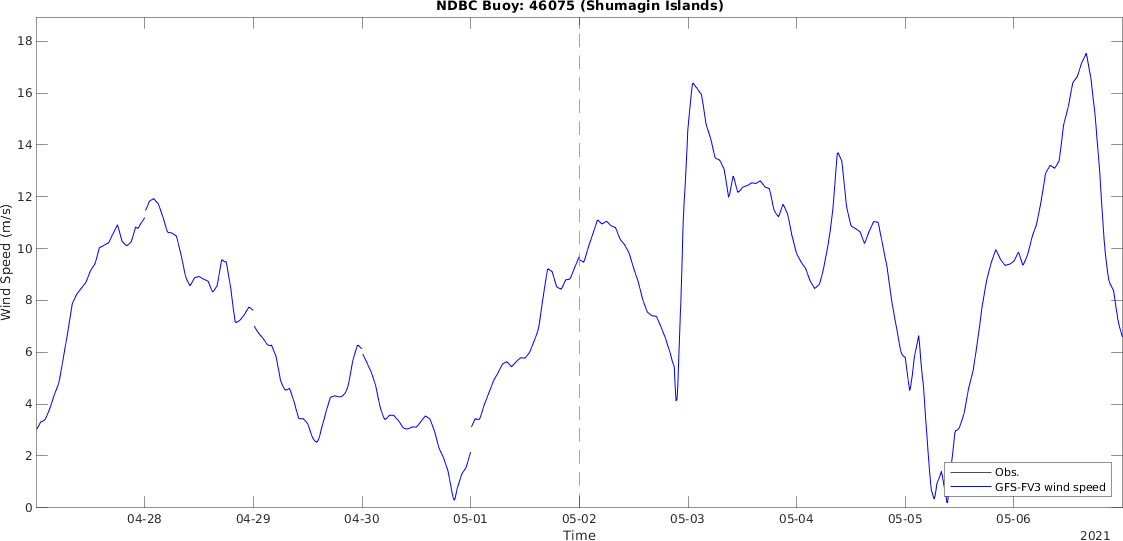 NDBC Buoy: 46075 (Shumagin Islands)
Wind Speed (m/s)
18
16
14
12
10
8
6
4
2
0
04-28 04-29 04-30 05-01 05-02 05-03 05-04 05-05 05-06
Time
2021
Obs.
GFS-FV3 wind speed